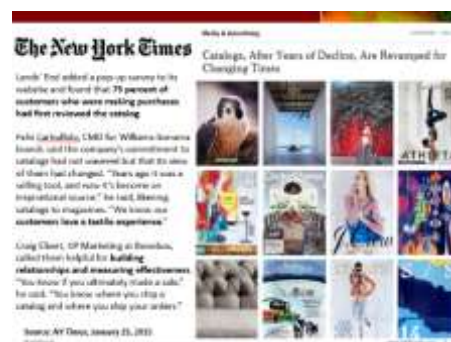 The New York Times
Lands' End added a pop-up survey to its
website and found that 75 percent of
customers who were making purchases
had first reviewed the catalog.
Felix Carbullido, CMO for Williams-Sonoma
brands, said the company's commitment to
catalogs had not wavered but that its view
of them had changed. "Years ago it was a
selling tool, and now it's become an
inspirational source," he said, likening
catalogs to magazines. "We know our
customers love a tactile experience."
Craig Elbert, VP Marketing at Bonobos,
called them helpful for building
relationships and measuring effectiveness.
"You know if you ultimately made a sale,"
he said. "You know where you ship a
catalog and where you ship your orders."
Source: NY Times, January 25, 2015
Media & Advertising
Catalogs, After Years of Decline, Are Revamped for
Changing Times
ATHLETA